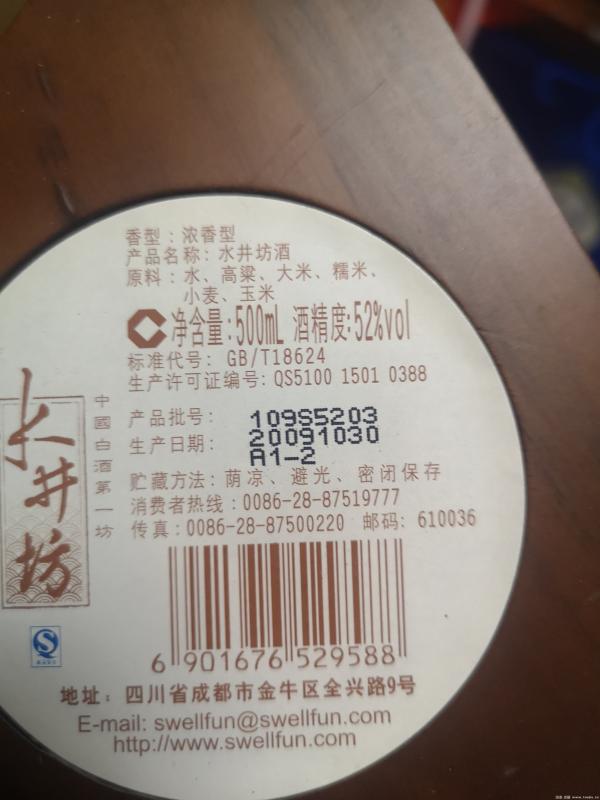 香型：浓香型
产品名称：水井坊酒
原料：水、高粱、大米、糯米、
小麦、玉米
净含量:500mL 酒精度:52%vol
标准代号：GB/T18624
生产许可证编号：QS5100 1501 0388
产品批号：109S5203
生产日期：20091030
A1-2
贮藏方法：荫凉、避光、密闭保存
消费者热线：0086-28-87519777
传真：0086-28-87500220 邮码：610036
水井坊
中國白酒第一坊
6 901676 529588
地址：四川省成都市金牛区全兴路9号
E-mail: swellfun@swellfun.com
http://www.swellfun.com